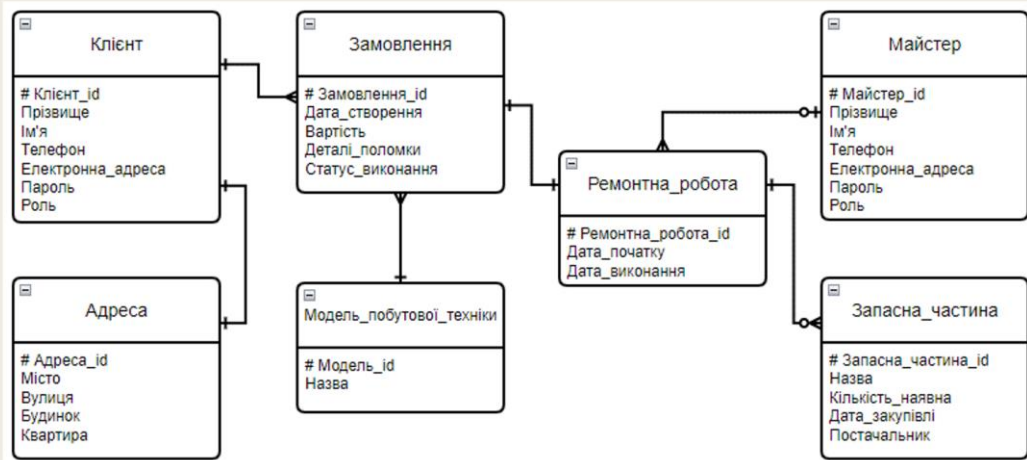 Клієнт
# Клієнт_id
Прізвище
Ім'я
Телефон
Електронна_адреса
Пароль
Роль
Замовлення
# Замовлення_id
Дата_створення
Вартість
Деталі_поломки
Статус_виконання
Майстер
# Майстер_id
Прізвище
Ім'я
Телефон
Електронна_адреса
Пароль
Роль
Ремонтна_робота
# Ремонтна_робота_id
Дата_початку
Дата_виконання
Адреса
# Адреса_id
Місто
Вулиця
Будинок
Квартира
Модель_побутової_техніки
# Модель_id
Назва
Запасна_частина
# Запасна_частина_id
Назва
Кількість_наявна
Дата_закупівлі
Постачальник